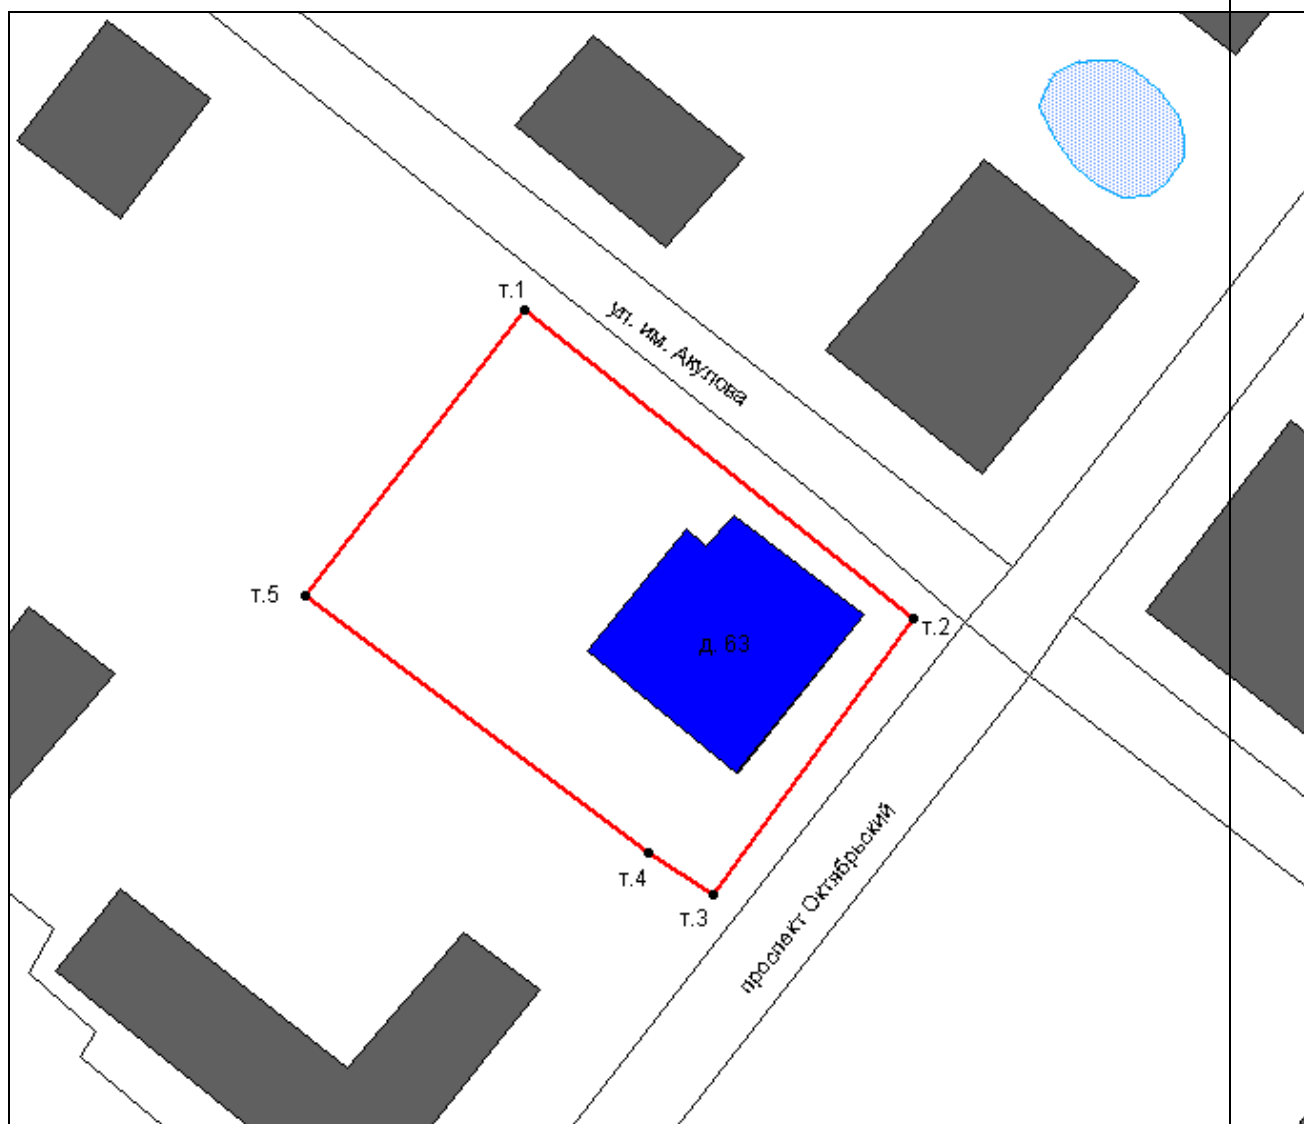 т.1
ул. им. Акулова
т.5
т.2
д. 63
т.4
т.3
проспект Октябрьский